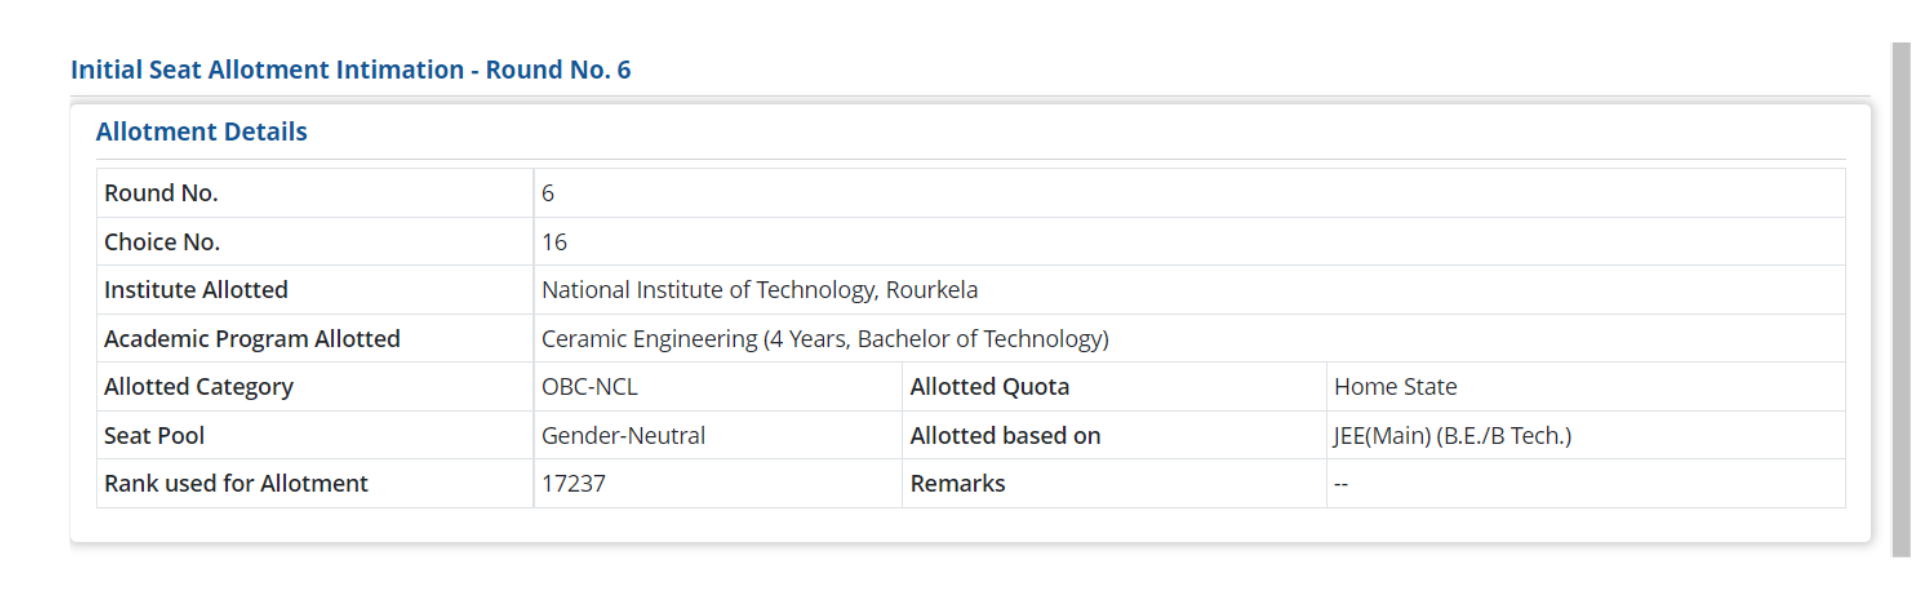 Initial Seat Allotment Intimation - Round No. 6
Allotment Details
Round No. 6
Choice No. 16
Institute Allotted National Institute of Technology, Rourkela
Academic Program Allotted Ceramic Engineering (4 Years, Bachelor of Technology)
Allotted Category OBC-NCL Allotted Quota Home State
Seat Pool Gender-Neutral Allotted based on JEE(Main) (B.E./B Tech.)
Rank used for Allotment 17237 Remarks --